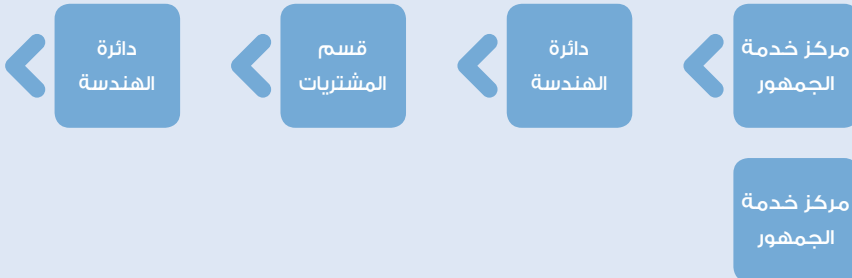 مركز خدمة
الجمهور
دائرة
الهندسة
قسم
المشتريات
دائرة
الهندسة
مركز خدمة
الجمهور